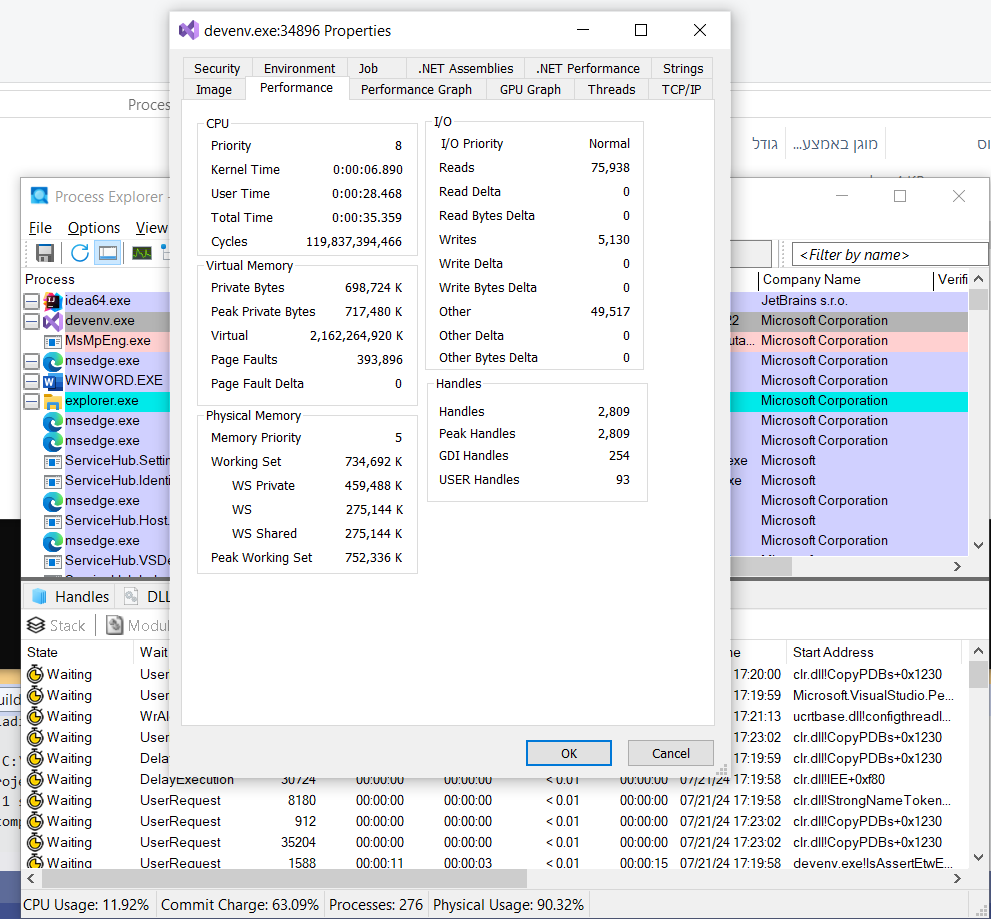 devenv.exe:34896 Properties
Security Environment Job .NET Assemblies .NET Performance Strings
Image Performance Performance Graph GPU Graph Threads TCP/IP
CPU
Priority 8
Kernel Time 0:00:06.890
User Time 0:00:28.468
Total Time 0:00:35.359
Cycles 119,837,394,466
Virtual Memory
Private Bytes 698,724 K
Peak Private Bytes 717,480 K
Virtual 2,162,264,920 K
Page Faults 393,896
Page Fault Delta 0
Physical Memory
Memory Priority 5
Working Set 734,692 K
WS Private 459,488 K
WS 275,144 K
WS Shared 275,144 K
Peak Working Set 752,336 K
I/O
I/O Priority Normal
Reads 75,938
Read Delta 0
Read Bytes Delta 0
Writes 5,130
Write Delta 0
Write Bytes Delta 0
Other 49,517
Other Delta 0
Other Bytes Delta 0
Handles
Handles 2,809
Peak Handles 2,809
GDI Handles 254
USER Handles 93
OK Cancel
Proces
גודל
מוגן באמצע...
Process Explorer -
File Options View
<Filter by name>
Process Company Name Verifi
idea64.exe JetBrains s.r.o.
devenv.exe 22 Microsoft Corporation
MsMpEng.exe uta... Microsoft Corporation
msedge.exe Microsoft Corporation
WINWORD.EXE Microsoft Corporation
explorer.exe Microsoft Corporation
msedge.exe Microsoft Corporation
msedge.exe Microsoft Corporation
ServiceHub.Settin exe Microsoft
ServiceHub.Identi xe Microsoft
msedge.exe Microsoft Corporation
ServiceHub.Host. Microsoft
msedge.exe Microsoft Corporation
ServiceHub.VSDe Microsoft
Handles DLL
Stack Modul
State Wait ne Start Address
Waiting User 17:20:00 clr.dll!CopyPDBs+0x1230
Waiting User 17:19:59 Microsoft.VisualStudio.Pe...
Waiting WrAl 17:21:13 ucrtbase.dll!configthreadl...
Waiting User 17:23:02 clr.dll!CopyPDBs+0x1230
Waiting Dela 17:19:59 clr.dll!CopyPDBs+0x1230
Waiting DelayExecution 30724 00:00:00 00:00:00 < 0.01 00:00:00 07/21/24 17:19:58 clr.dll!IEE+0xf80
Waiting UserRequest 8180 00:00:00 00:00:00 < 0.01 00:00:00 07/21/24 17:19:58 clr.dll!StrongNameToken...
Waiting UserRequest 912 00:00:00 00:00:00 < 0.01 00:00:00 07/21/24 17:23:02 clr.dll!CopyPDBs+0x1230
Waiting UserRequest 35204 00:00:00 00:00:00 < 0.01 00:00:00 07/21/24 17:23:02 clr.dll!CopyPDBs+0x1230
Waiting UserRequest 1588 00:00:11 00:00:03 < 0.01 00:00:15 07/21/24 17:19:58 devenv.exe!IsAssertEtwE...
CPU Usage: 11.92% Commit Charge: 63.09% Processes: 276 Physical Usage: 90.32%